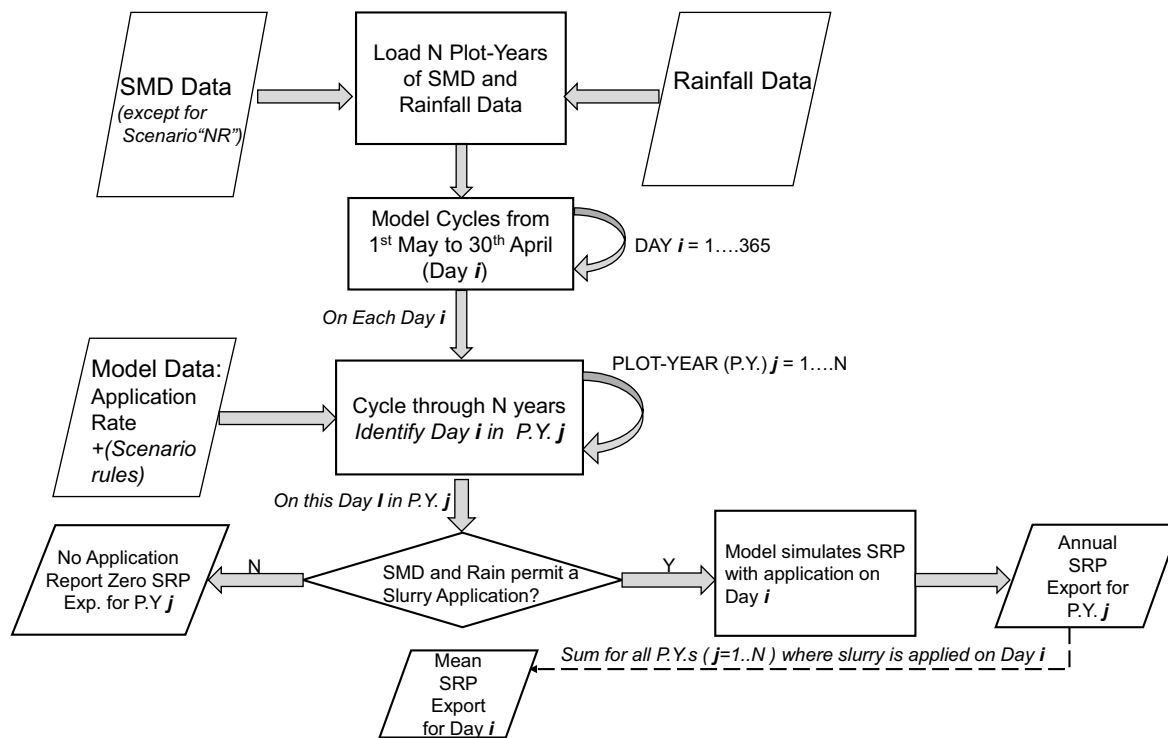 SMD Data
(except for
Scenario“NR”)
Load N Plot-Years
of SMD and
Rainfall Data
Rainfall Data
Model Cycles from
1st May to 30th April
(Day i)
DAY i = 1….365
On Each Day i
Model Data:
Application
Rate
+(Scenario
rules)
PLOT-YEAR (P.Y.) j = 1….N
Cycle through N years
Identify Day i in P.Y. j
On this Day I in P.Y. j
No Application
Report Zero SRP
Exp. for P.Y j
N
SMD and Rain permit a
Slurry Application?
Y
Model simulates SRP
with application on
Day i
Annual
SRP
Export for
P.Y. j
Sum for all P.Y.s ( j=1..N ) where slurry is applied on Day i
Mean
SRP
Export
for Day i